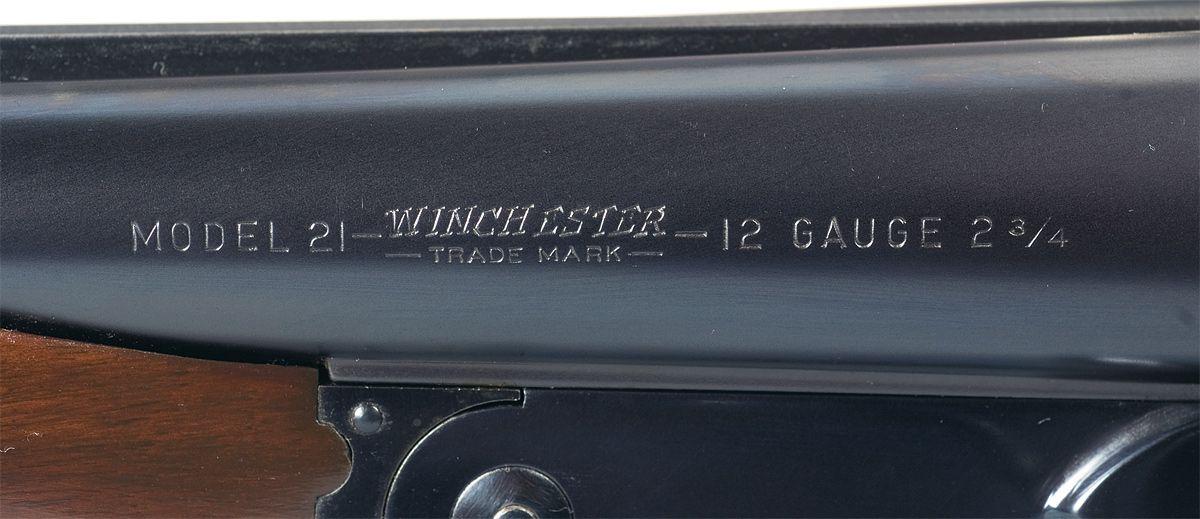 MODEL 21—WINCHESTER—12 GAUGE 2 3/4
—TRADE MARK—